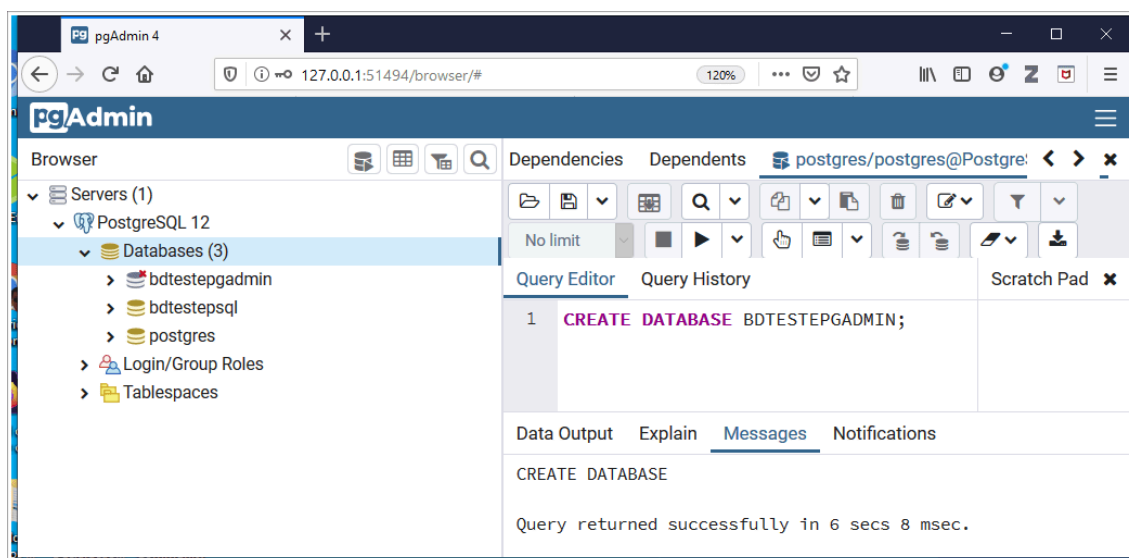 pgAdmin 4
127.0.0.1:51494/browser/#
120%
pgAdmin
Browser
Servers (1)
PostgreSQL 12
Databases (3)
bdtestepgadmin
bdtestepsql
postgres
Login/Group Roles
Tablespaces
Dependencies Dependents postgres/postgres@Postgre
No limit
Query Editor Query History Scratch Pad
1 CREATE DATABASE BDTESTEPGADMIN;
Data Output Explain Messages Notifications
CREATE DATABASE
Query returned successfully in 6 secs 8 msec.